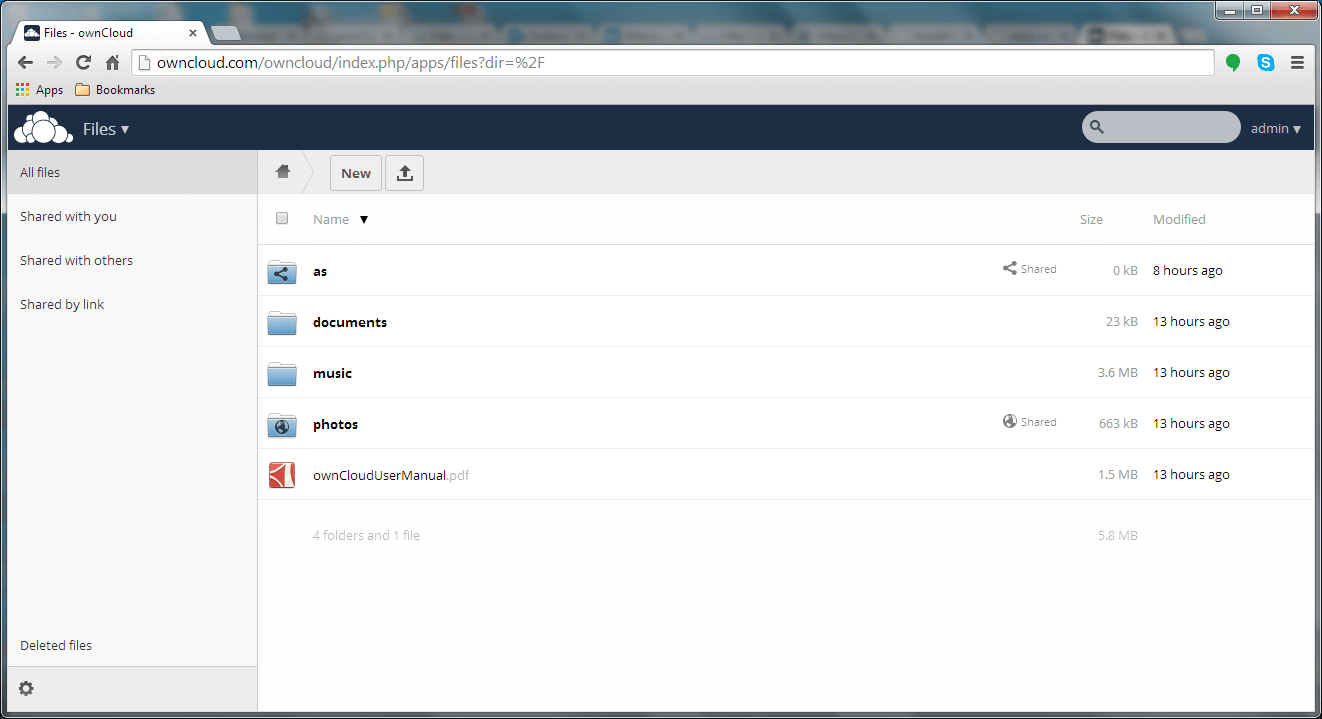 Files - ownCloud
owncloud.com/owncloud/index.php/apps/files?dir=%2F
Apps Bookmarks
Files ▾ admin ▾
All files
New
Shared with you
Name ▼ Size Modified
Shared with others
as Shared 0 kB 8 hours ago
Shared by link
documents 23 kB 13 hours ago
music 3.6 MB 13 hours ago
photos Shared 663 kB 13 hours ago
ownCloudUserManual.pdf 1.5 MB 13 hours ago
4 folders and 1 file 5.8 MB
Deleted files